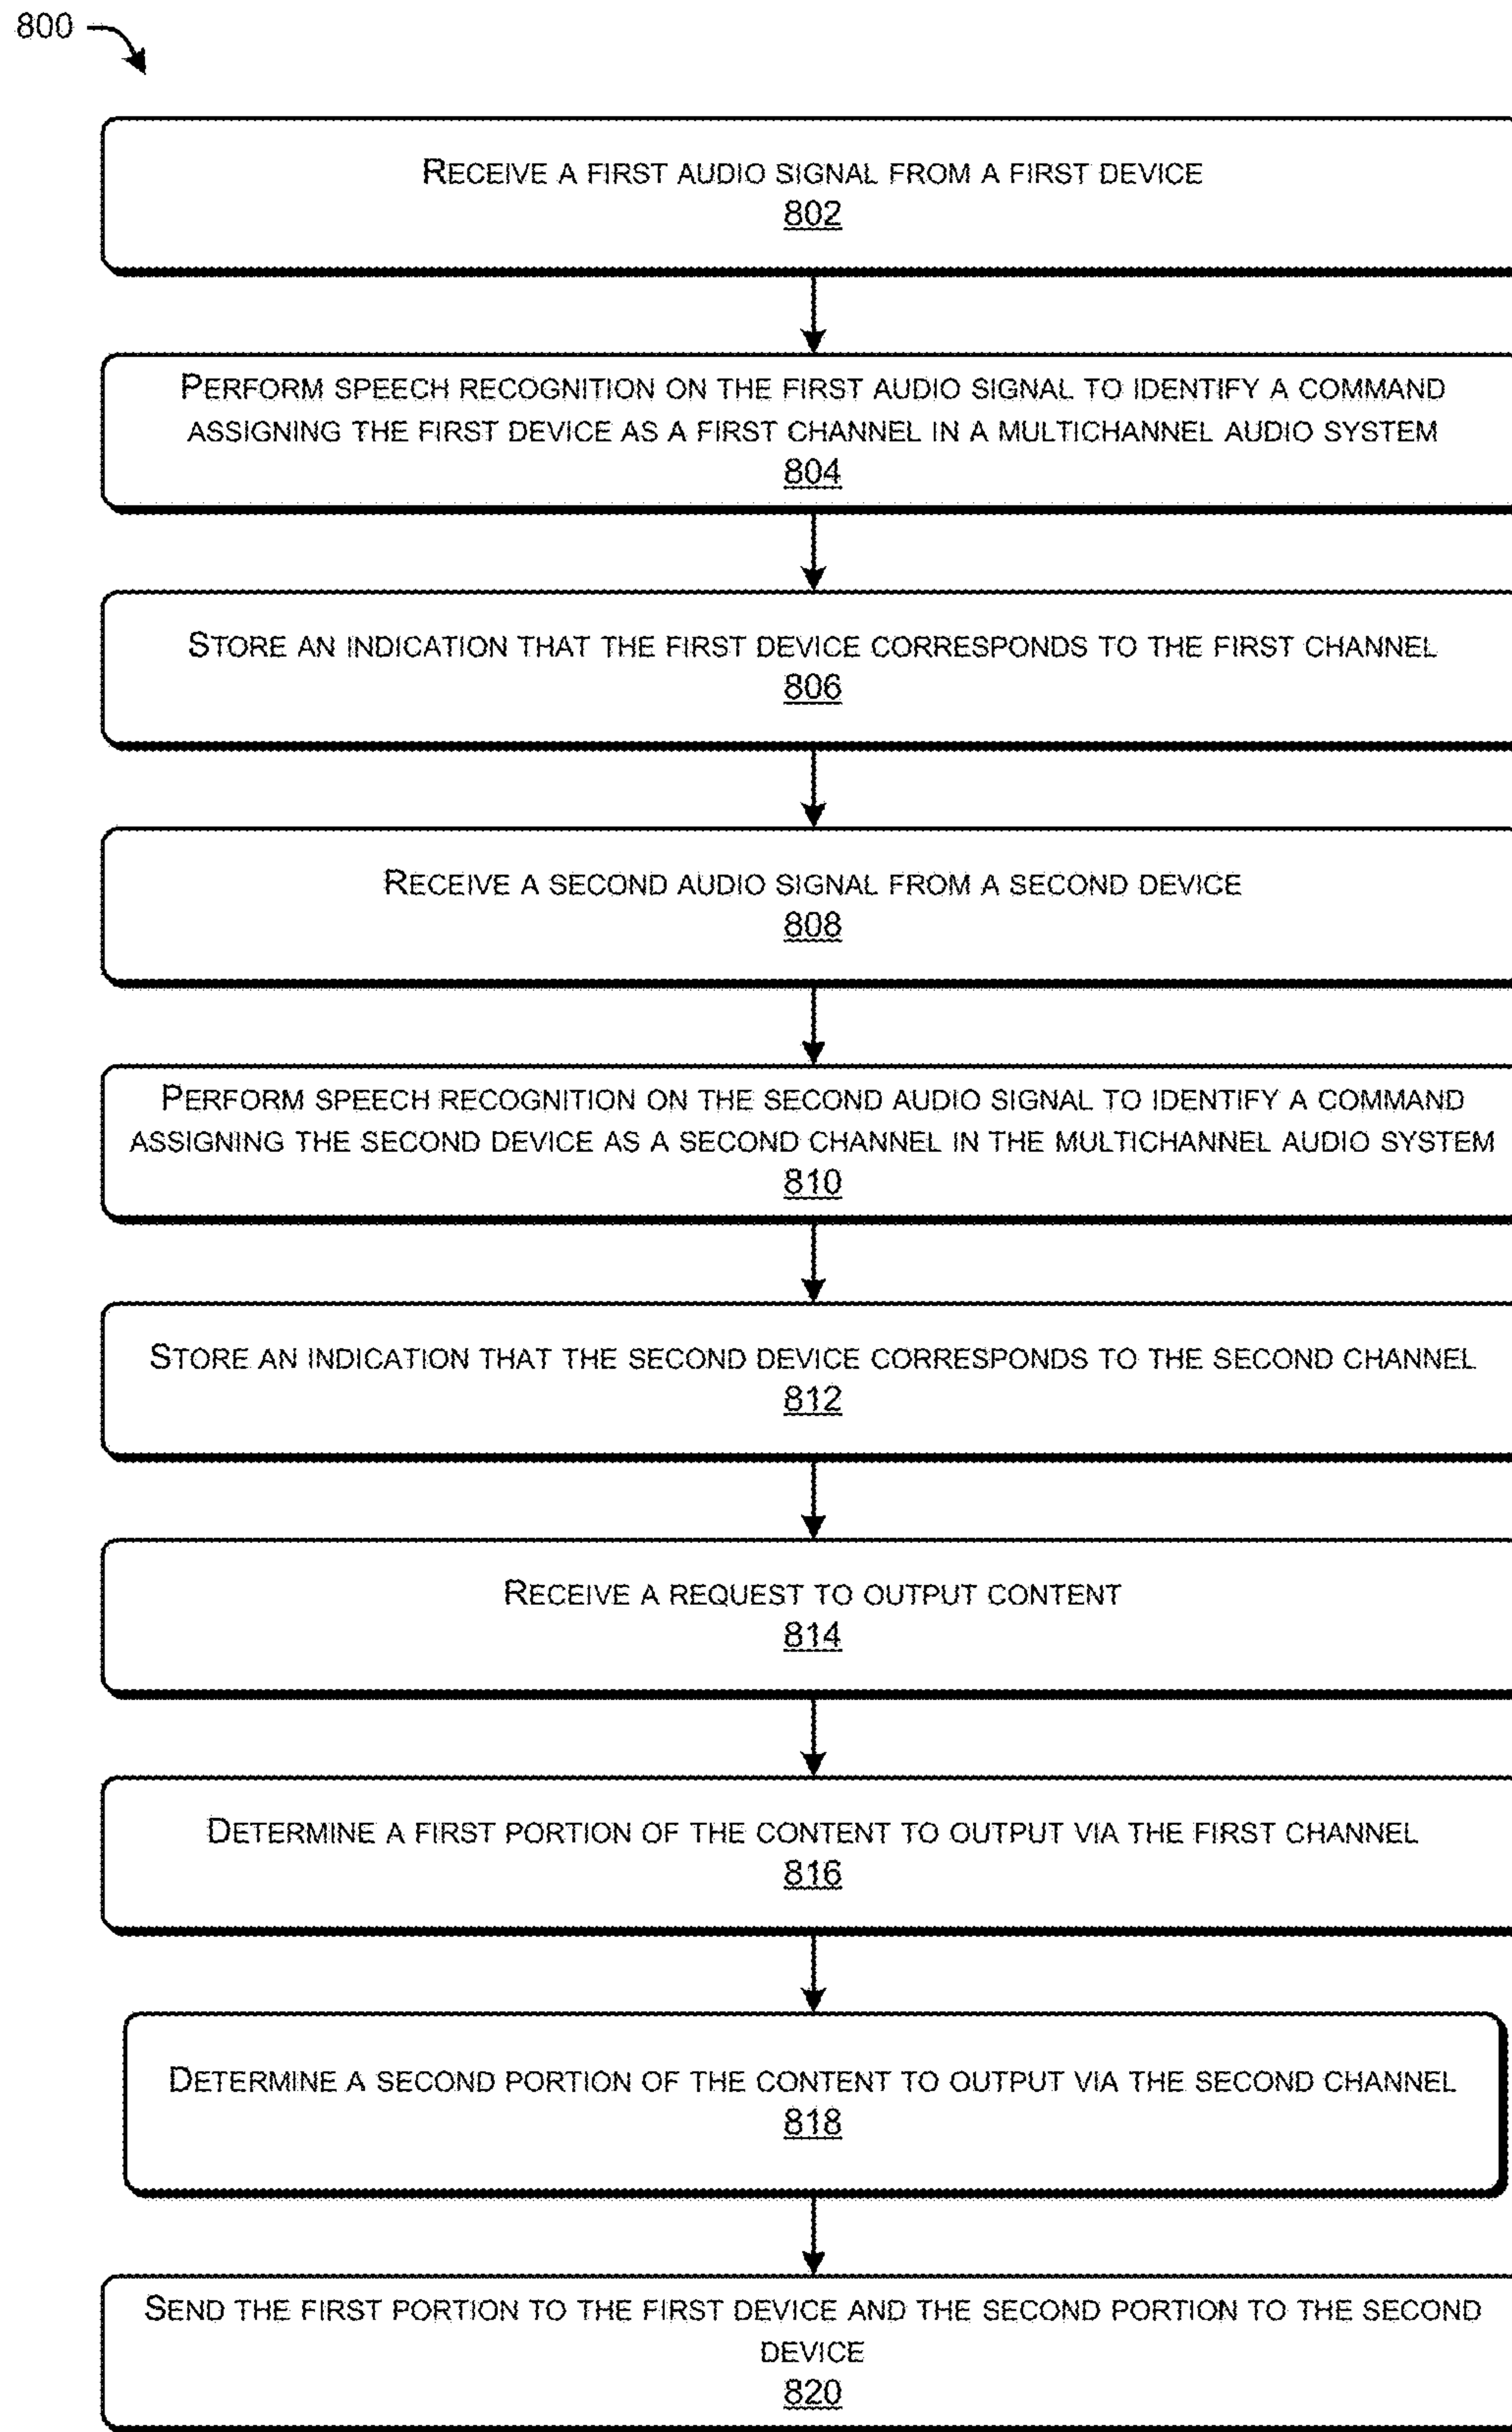 800
RECEIVE A FIRST AUDIO SIGNAL FROM A FIRST DEVICE
802
PERFORM SPEECH RECOGNITION ON THE FIRST AUDIO SIGNAL TO IDENTIFY A COMMAND
ASSIGNING THE FIRST DEVICE AS A FIRST CHANNEL IN A MULTICHANNEL AUDIO SYSTEM
804
STORE AN INDICATION THAT THE FIRST DEVICE CORRESPONDS TO THE FIRST CHANNEL
806
RECEIVE A SECOND AUDIO SIGNAL FROM A SECOND DEVICE
808
PERFORM SPEECH RECOGNITION ON THE SECOND AUDIO SIGNAL TO IDENTIFY A COMMAND
ASSIGNING THE SECOND DEVICE AS A SECOND CHANNEL IN THE MULTICHANNEL AUDIO SYSTEM
810
STORE AN INDICATION THAT THE SECOND DEVICE CORRESPONDS TO THE SECOND CHANNEL
812
RECEIVE A REQUEST TO OUTPUT CONTENT
814
DETERMINE A FIRST PORTION OF THE CONTENT TO OUTPUT VIA THE FIRST CHANNEL
816
DETERMINE A SECOND PORTION OF THE CONTENT TO OUTPUT VIA THE SECOND CHANNEL
818
SEND THE FIRST PORTION TO THE FIRST DEVICE AND THE SECOND PORTION TO THE SECOND
DEVICE
820